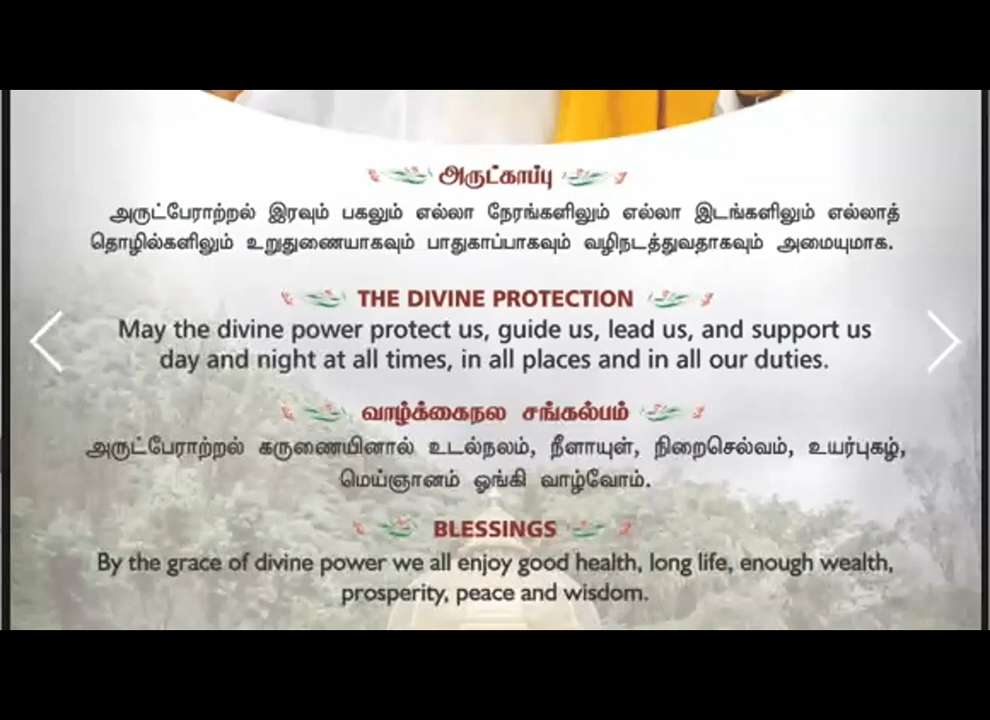 அருட்காப்பு
அருட்பேராற்றல் இரவும் பகலும் எல்லா நேரங்களிலும் எல்லா இடங்களிலும் எல்லாத்
தொழில்களிலும் உறுதுணையாகவும் பாதுகாப்பாகவும் வழிநடத்துவதாகவும் அமையுமாக.
THE DIVINE PROTECTION
May the divine power protect us, guide us, lead us, and support us
day and night at all times, in all places and in all our duties.
வாழ்க்கைநல சங்கல்பம்
அருட்பேராற்றல் கருணையினால் உடல்நலம், நீளாயுள், நிறைசெல்வம், உயர்புகழ்,
மெய்ஞானம் ஓங்கி வாழ்வோம்.
BLESSINGS
By the grace of divine power we all enjoy good health, long life, enough wealth,
prosperity, peace and wisdom.